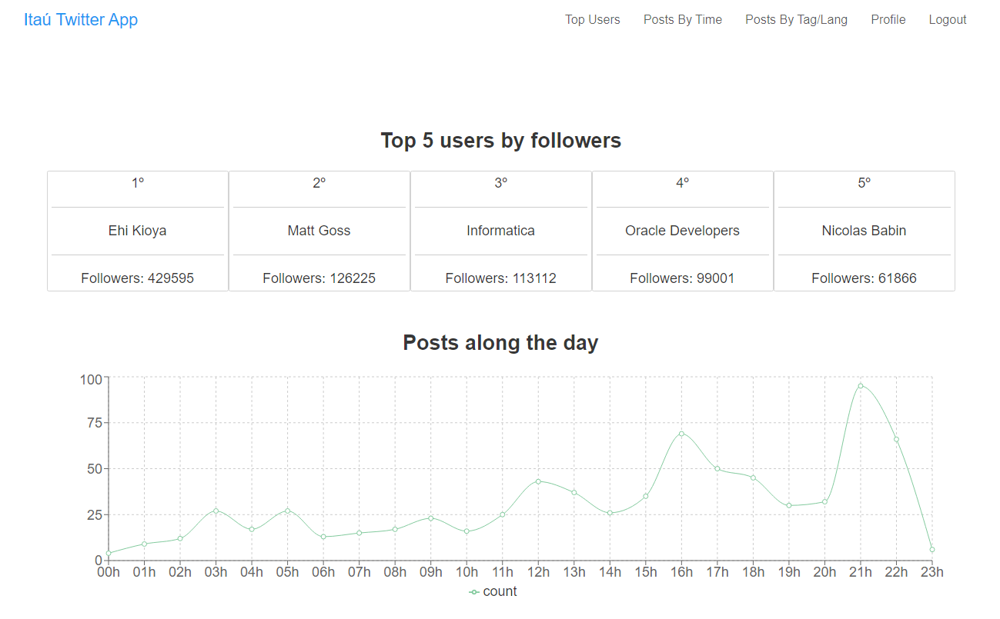 Itaú Twitter App
Top Users Posts By Time Posts By Tag/Lang Profile Logout
Top 5 users by followers
1º 2º 3º 4º 5º
Ehi Kioya Matt Goss Informatica Oracle Developers Nicolas Babin
Followers: 429595 Followers: 126225 Followers: 113112 Followers: 99001 Followers: 61866
Posts along the day
100
75
50
25
0
00h 01h 02h 03h 04h 05h 06h 07h 08h 09h 10h 11h 12h 13h 14h 15h 16h 17h 18h 19h 20h 21h 22h 23h
count